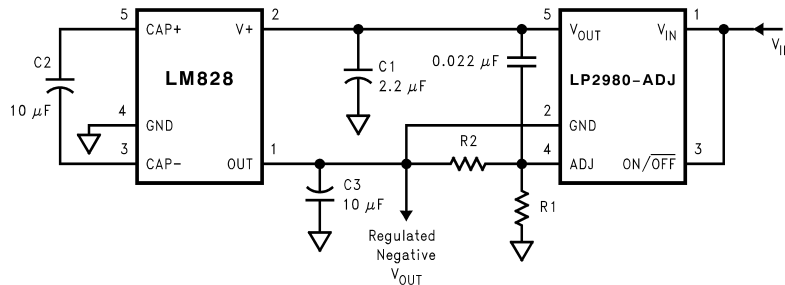 5 CAP+ V+ 2
5 VOUT VIN 1
C2
10 μF
LM828
C1
2.2 μF
0.022 μF
LP2980-ADJ
VI
4 GND
2 GND
3 CAP- OUT 1
R2
4 ADJ ON/OFF 3
C3
10 μF
R1
Regulated
Negative
VOUT